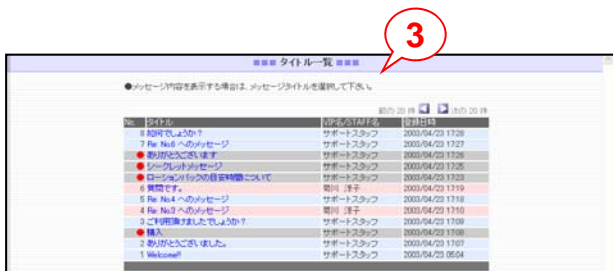 3
■■■ タイトル一覧 ■■■
●メッセージ内容を表示する場合は、メッセージタイトルを選択して下さい。
前の 20 件 次の 20 件
No. タイトル VIP名/STAFF名 登録日時
8 如何でしょうか? サポートスタッフ 2003/04/23 17:28
7 Re: No.6 へのメッセージ サポートスタッフ 2003/04/23 17:27
● ありがとうございます サポートスタッフ 2003/04/23 17:26
● シークレットメッセージ サポートスタッフ 2003/04/23 17:25
● ローションパックの目安時間について サポートスタッフ 2003/04/23 17:23
6 質問です。 菊川 洋子 2003/04/23 17:19
5 Re: No.4 へのメッセージ サポートスタッフ 2003/04/23 17:18
4 Re: No.3 へのメッセージ 菊川 洋子 2003/04/23 17:10
3 ご利用頂けましたでしょうか? サポートスタッフ 2003/04/23 17:09
● 購入 サポートスタッフ 2003/04/23 17:08
2 ありがとうございました。 サポートスタッフ 2003/04/23 17:07
1 Welcome!! サポートスタッフ 2003/04/23 05:04